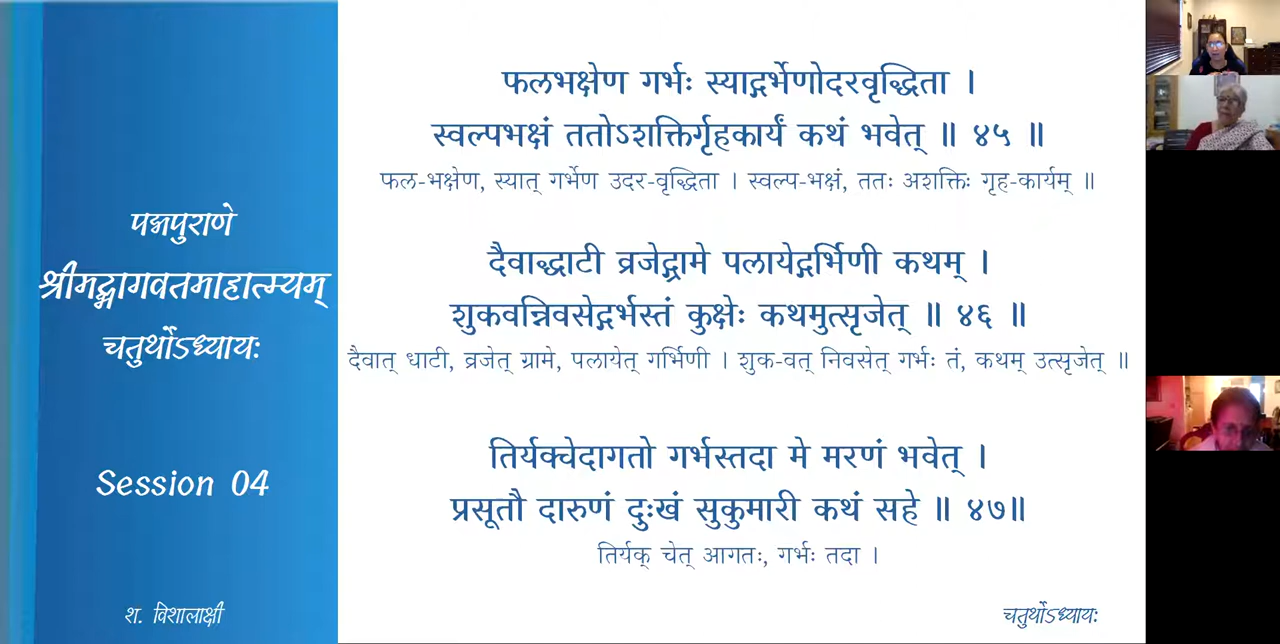 पद्मपुराणे
श्रीमद्भागवतमाहात्म्यम्
चतुर्थोऽध्यायः
Session 04
श. विशालाक्षी
फलभक्षेण गर्भः स्याद्गर्भेणोदरवृद्धिता ।
स्वल्पभक्षं ततोऽशक्तिर्गृहकार्यं कथं भवेत् ॥ ४५ ॥
फल-भक्षेण, स्यात् गर्भेण उदर-वृद्धिता । स्वल्प-भक्षं, ततः अशक्तिः गृह-कार्यम् ॥
दैवाद्धाटी व्रजेद्ग्रामे पलायेद्गर्भिणी कथम् ।
शुकवन्निवसेद्गर्भस्तं कुक्षेः कथमुत्सृजेत् ॥ ४६ ॥
दैवात् धाटी, व्रजेत् ग्रामे, पलायेत् गर्भिणी । शुक-वत् निवसेत् गर्भः तं, कथम् उत्सृजेत् ॥
तिर्यक्चेदागतो गर्भस्तदा मे मरणं भवेत् ।
प्रसूतौ दारुणं दुःखं सुकुमारी कथं सहे ॥ ४७॥
तिर्यक् चेत् आगतः, गर्भः तदा ।
चतुर्थोऽध्यायः